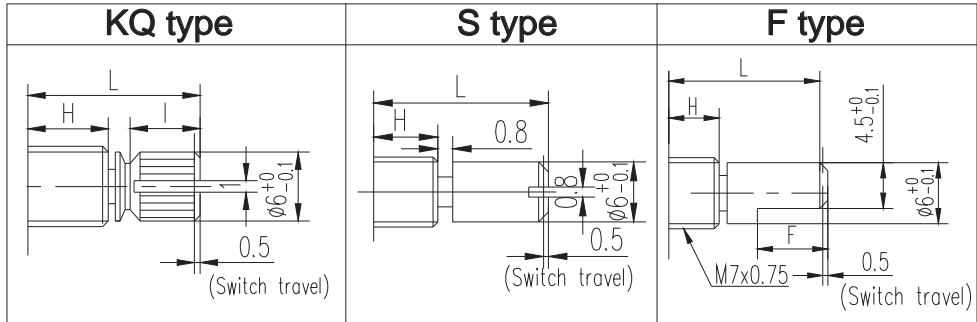 KQ type
S type
F type
L
H
I
1
ø6+0-0.1
0.5
(Switch travel)
L
H
0.8
0.8
ø6+0-0.1
0.5
(Switch travel)
L
H
4.5+0-0.1
ø6+0-0.1
F
M7x0.75
0.5
(Switch travel)